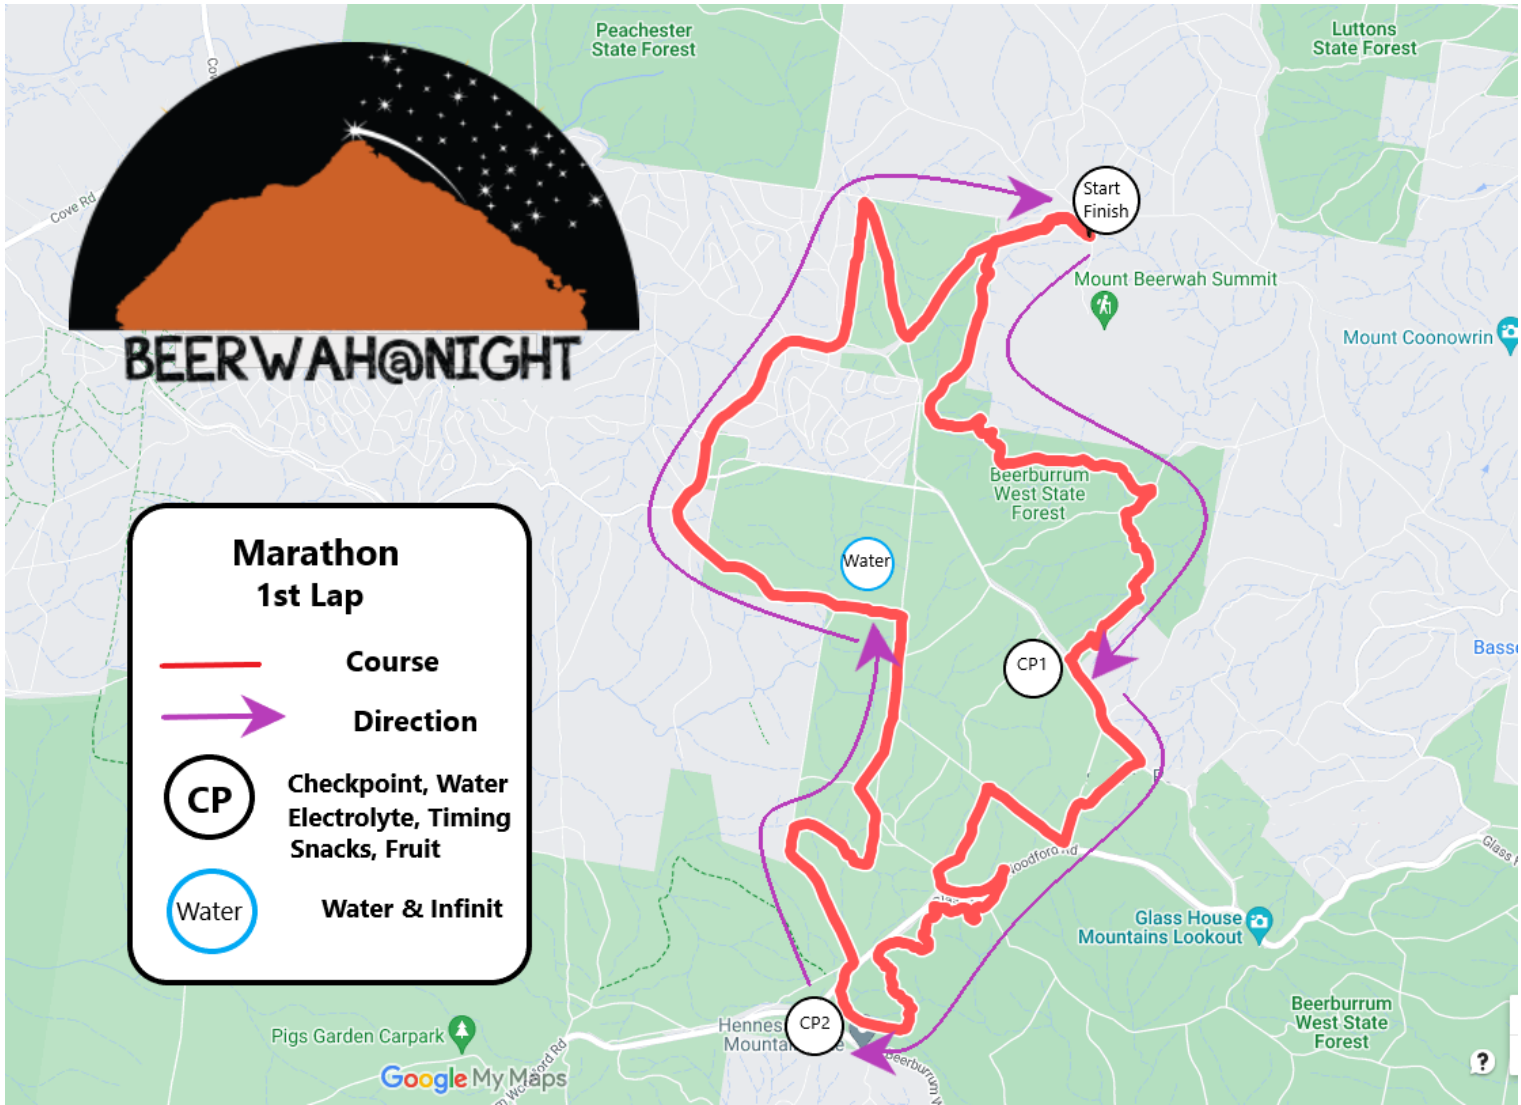 Peachester
State Forest
Luttons
State Forest
Cove Rd
Start
Finish
Mount Beerwah Summit
Mount Coonowrin
BEERWAH@NIGHT
Beerburrum
West State
Forest
Water
Marathon
1st Lap
Course
Direction
CP
Checkpoint, Water
Electrolyte, Timing
Snacks, Fruit
Water
Water & Infinit
CP1
Glass House
Mountains Lookout
Beerburrum
West State
Forest
CP2
Pigs Garden Carpark
Google My Maps
?